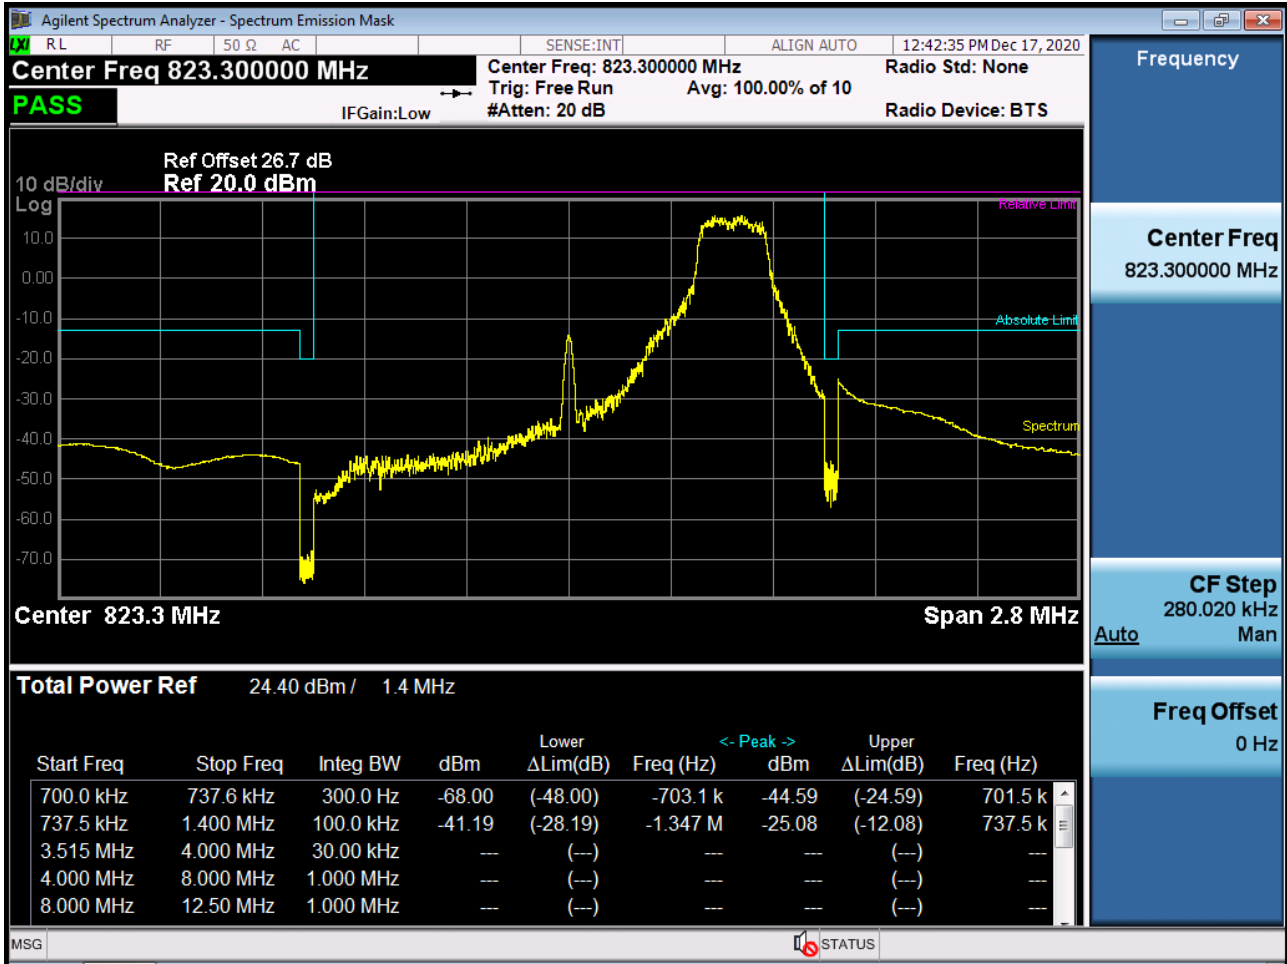 Agilent Spectrum Analyzer - Spectrum Emission Mask
LXI RL RF 50 Ω AC SENSE:INT ALIGN AUTO 12:42:35 PM Dec 17, 2020
Center Freq 823.300000 MHz
Center Freq: 823.300000 MHz
Radio Std: None
Trig: Free Run Avg: 100.00% of 10
PASS
IFGain:Low
#Atten: 20 dB
Radio Device: BTS
Ref Offset 26.7 dB
10 dB/div Ref 20.0 dBm
Log
Relative Limit
10.0
0.00
-10.0
Absolute Limit
-20.0
-30.0
Spectrum
-40.0
-50.0
-60.0
-70.0
Center 823.3 MHz Span 2.8 MHz
Total Power Ref 24.40 dBm / 1.4 MHz
Lower <- Peak -> Upper
Start Freq Stop Freq Integ BW dBm ΔLim(dB) Freq (Hz) dBm ΔLim(dB) Freq (Hz)
700.0 kHz 737.6 kHz 300.0 Hz -68.00 (-48.00) -703.1 k -44.59 (-24.59) 701.5 k
737.5 kHz 1.400 MHz 100.0 kHz -41.19 (-28.19) -1.347 M -25.08 (-12.08) 737.5 k
3.515 MHz 4.000 MHz 30.00 kHz --- (---) --- --- (---) ---
4.000 MHz 8.000 MHz 1.000 MHz --- (---) --- --- (---) ---
8.000 MHz 12.50 MHz 1.000 MHz --- (---) --- --- (---) ---
MSG STATUS
Frequency
Center Freq
823.300000 MHz
CF Step
280.020 kHz
Auto Man
Freq Offset
0 Hz